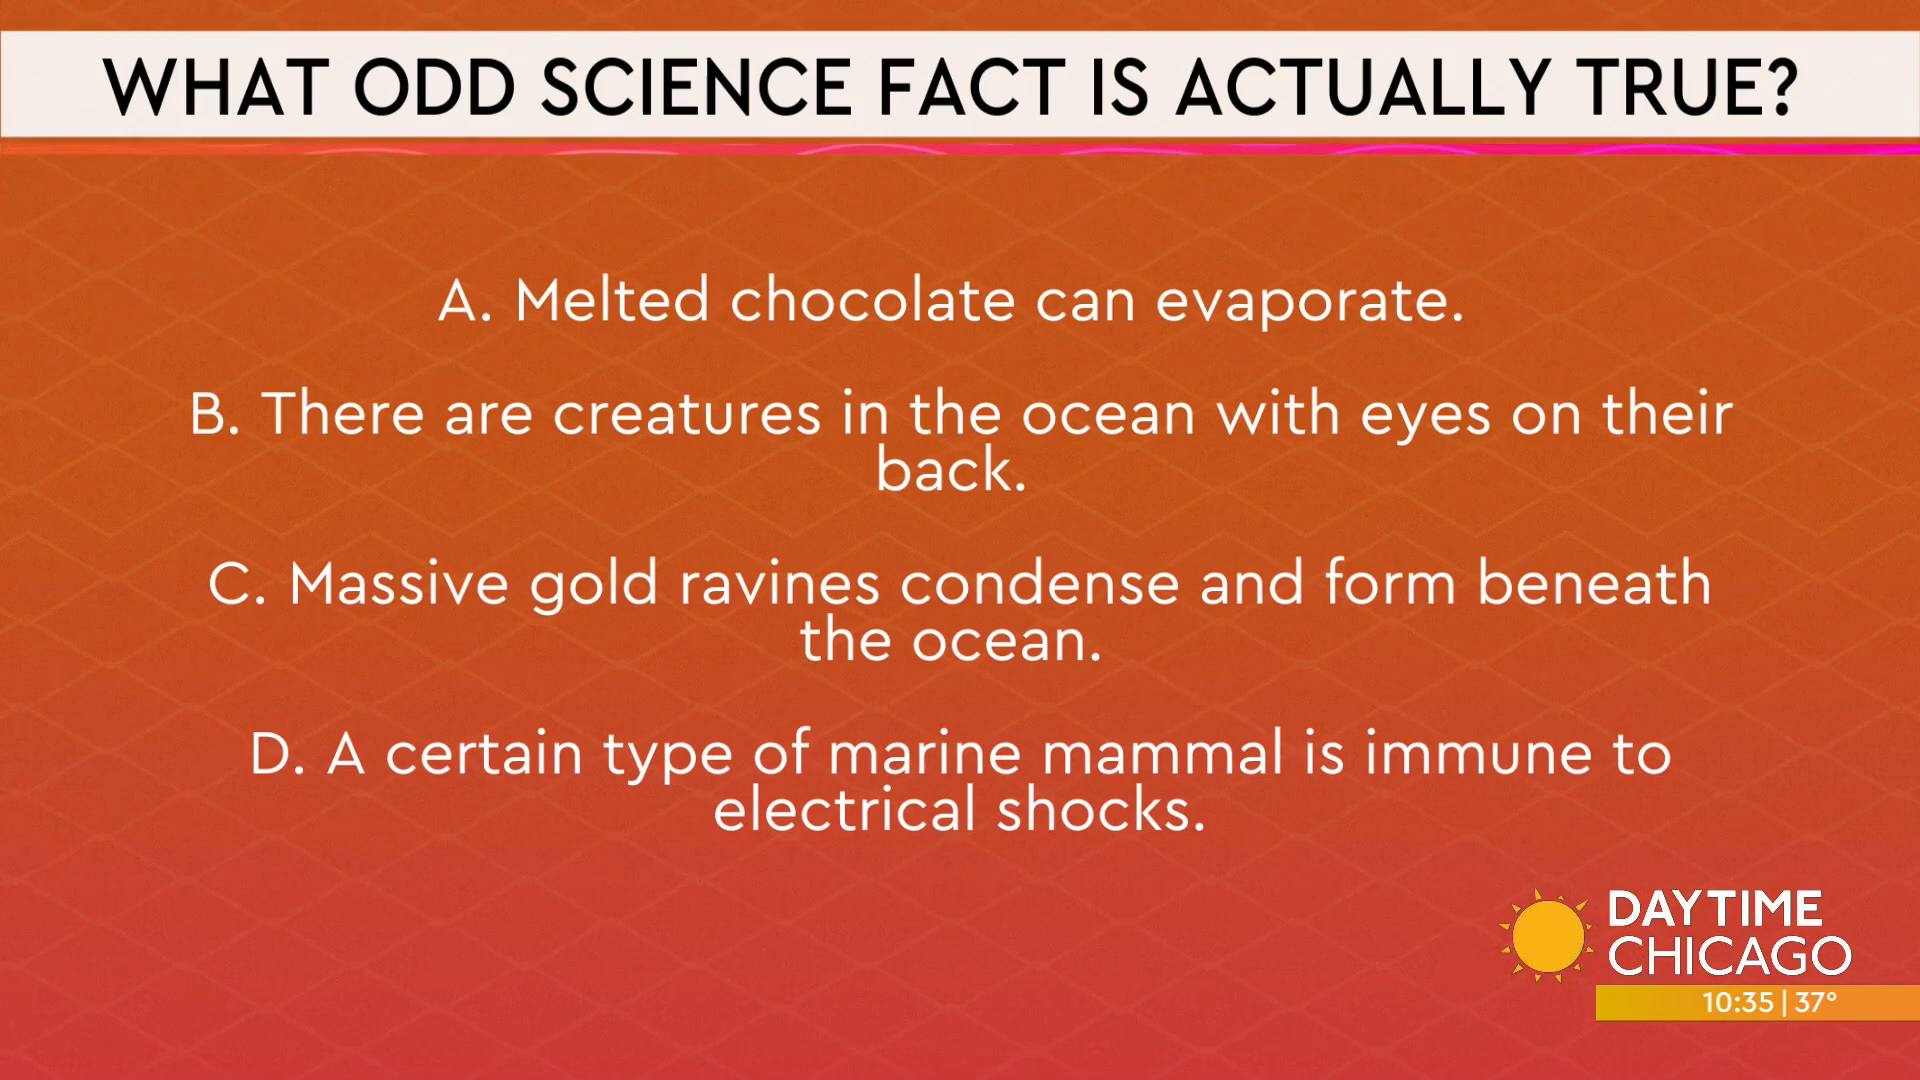 WHAT ODD SCIENCE FACT IS ACTUALLY TRUE?
A. Melted chocolate can evaporate.
B. There are creatures in the ocean with eyes on their
back.
C. Massive gold ravines condense and form beneath
the ocean.
D. A certain type of marine mammal is immune to
electrical shocks.
DAYTIME
CHICAGO
10:35 | 37°